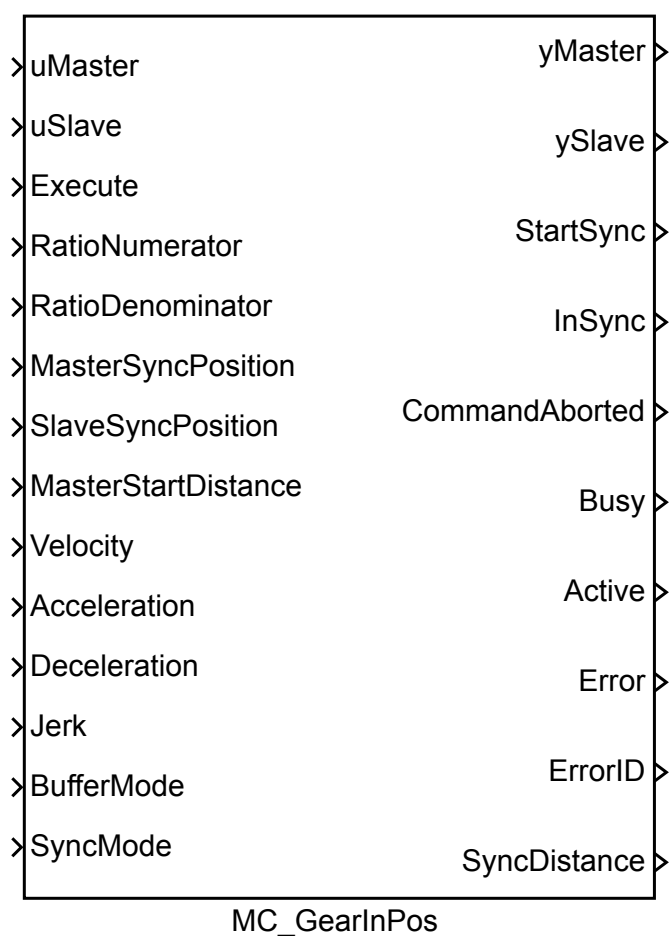 uMaster
uSlave
Execute
RatioNumerator
RatioDenominator
MasterSyncPosition
SlaveSyncPosition
MasterStartDistance
Velocity
Acceleration
Deceleration
Jerk
BufferMode
SyncMode
yMaster
ySlave
StartSync
InSync
CommandAborted
Busy
Active
Error
ErrorID
SyncDistance
MC_GearInPos